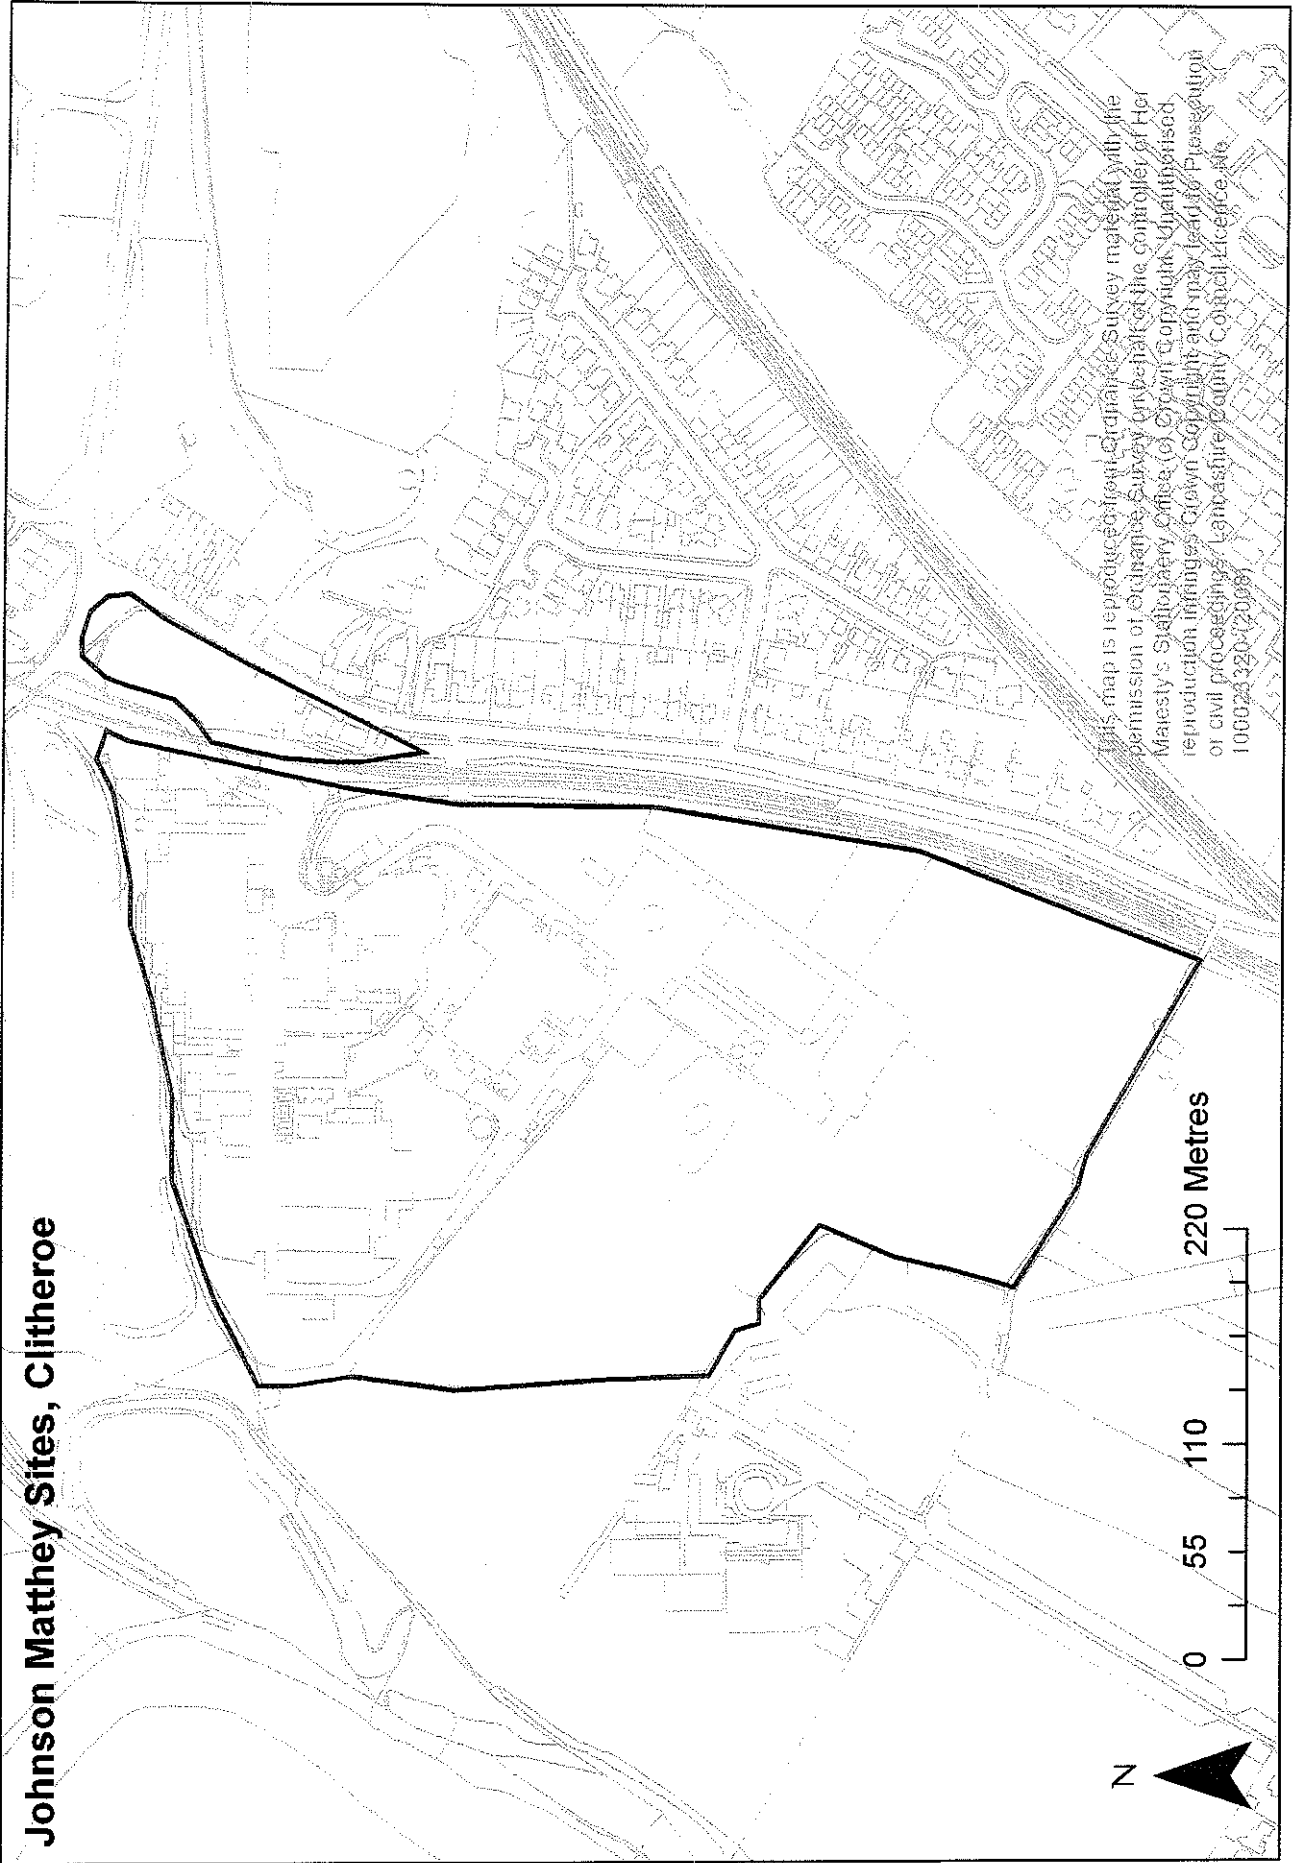 Johnson Matthey Sites, Clitheroe
This map is reproduced from Ordnance Survey material with the
permission of Ordnance Survey on behalf of the controller of Her
Majesty's Stationery Office (c) Crown Copyright. Unauthorised
reproduction infringes Crown Copyright and may lead to Prosecution
or civil proceedings. Lancashire County Council Licence No.
100023320 (2008)
N
0 55 110 220 Metres